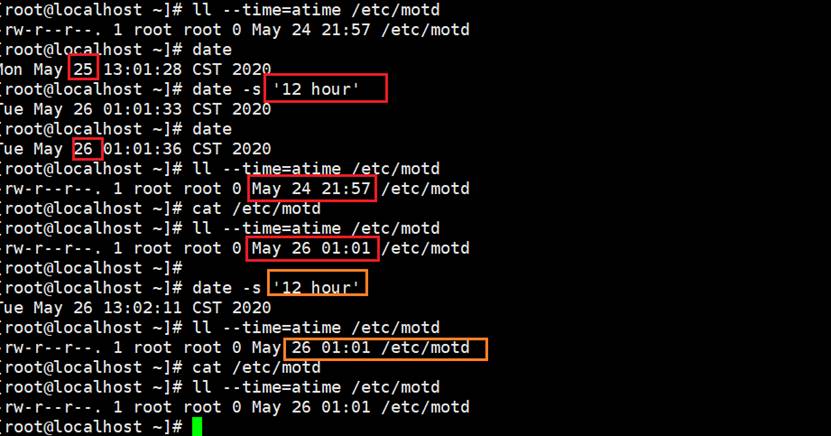 [root@localhost ~]# ll --time=atime /etc/motd
-rw-r--r--. 1 root root 0 May 24 21:57 /etc/motd
[root@localhost ~]# date
Mon May 25 13:01:28 CST 2020
[root@localhost ~]# date -s '12 hour'
Tue May 26 01:01:33 CST 2020
[root@localhost ~]# date
Tue May 26 01:01:36 CST 2020
[root@localhost ~]# ll --time=atime /etc/motd
-rw-r--r--. 1 root root 0 May 24 21:57 /etc/motd
[root@localhost ~]# cat /etc/motd
[root@localhost ~]# ll --time=atime /etc/motd
-rw-r--r--. 1 root root 0 May 26 01:01 /etc/motd
[root@localhost ~]#
[root@localhost ~]# date -s '12 hour'
Tue May 26 13:02:11 CST 2020
[root@localhost ~]# ll --time=atime /etc/motd
-rw-r--r--. 1 root root 0 May 26 01:01 /etc/motd
[root@localhost ~]# cat /etc/motd
[root@localhost ~]# ll --time=atime /etc/motd
-rw-r--r--. 1 root root 0 May 26 01:01 /etc/motd
[root@localhost ~]#